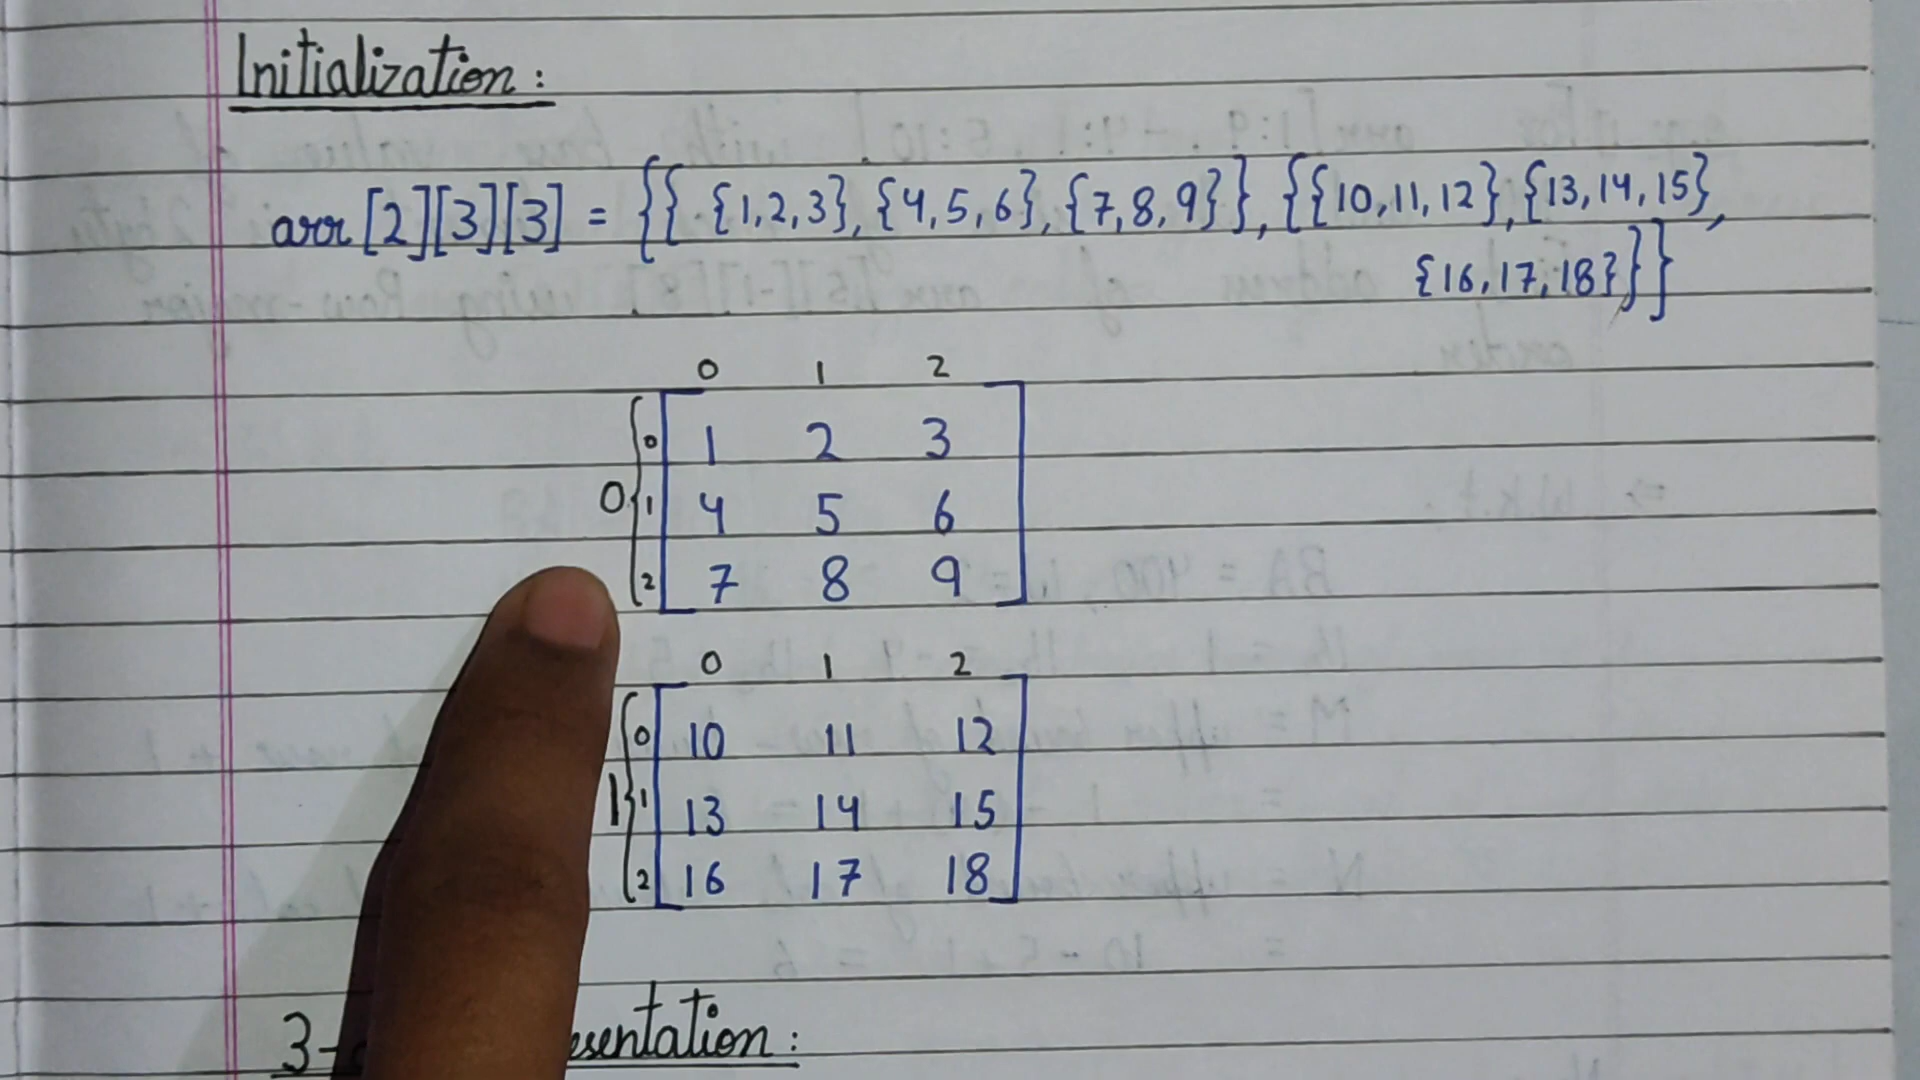 Initialization:
arr[2][3][3] = {{ {1,2,3}, {4,5,6}, {7,8,9}}, {{10,11,12}, {13,14,15},
{16,17,18}}}
0 1 2
0 1 2 3
0 1 4 5 6
2 7 8 9
0 1 2
0 10 11 12
1 1 13 14 15
2 16 17 18
3-